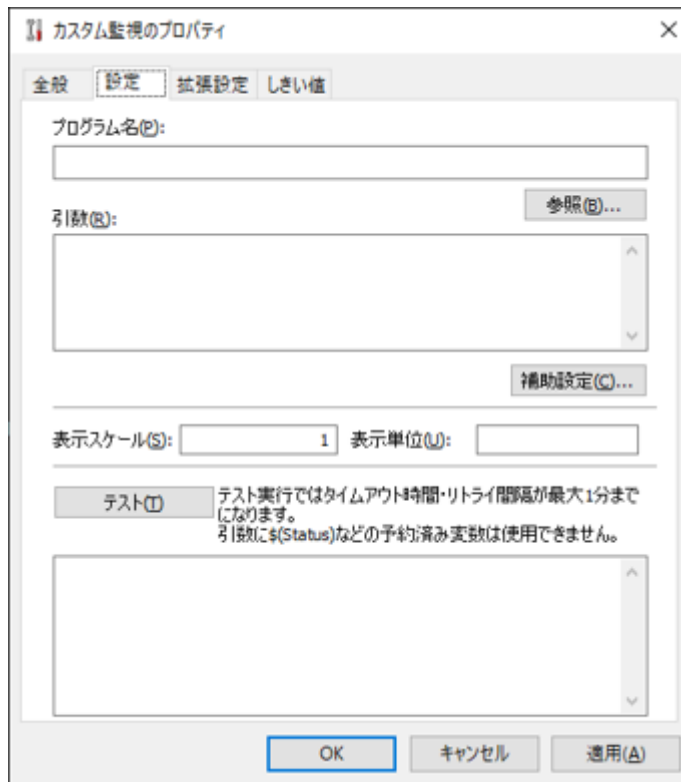 カスタム監視のプロパティ
全般 設定 拡張設定 しきい値
プログラム名(P):
参照(B)...
引数(R):
補助設定(C)...
表示スケール(S): 1 表示単位(U):
テスト(T) テスト実行ではタイムアウト時間・リトライ間隔が最大1分まで
になります。
引数に$(Status)などの予約済み変数は使用できません。
OK キャンセル 適用(A)